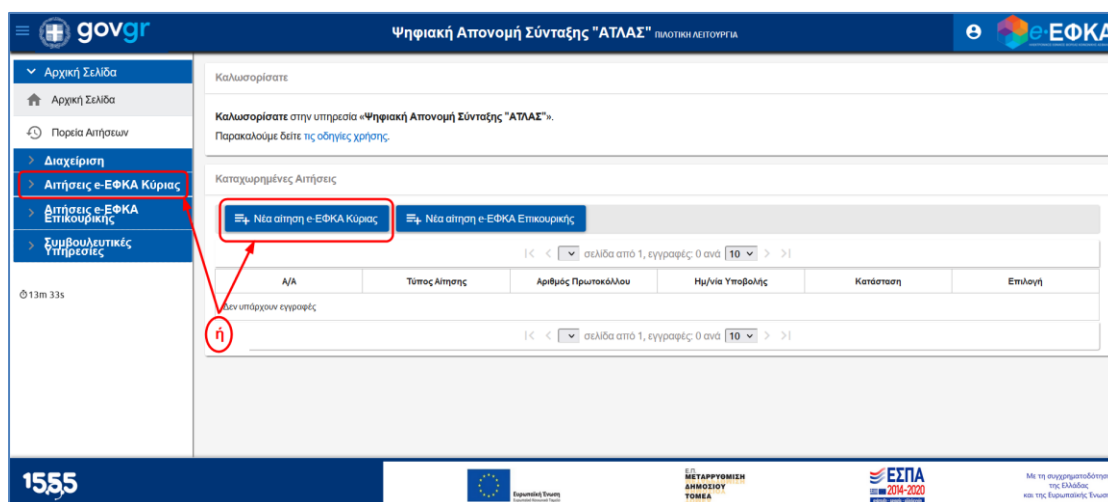 govgr
Ψηφιακή Απονομή Σύνταξης "ΑΤΛΑΣ" ΠΙΛΟΤΙΚΗ ΛΕΙΤΟΥΡΓΙΑ
e-ΕΦΚΑ
Αρχική Σελίδα
Αρχική Σελίδα
Πορεία Αιτήσεων
Διαχείριση
Αιτήσεις e-ΕΦΚΑ Κύριας
Αιτήσεις e-ΕΦΚΑ
Επικουρικής
Συμβουλευτικές
Υπηρεσίες
13m 33s
Καλωσορίσατε
Καλωσορίσατε στην υπηρεσία «Ψηφιακή Απονομή Σύνταξης "ΑΤΛΑΣ"».
Παρακαλούμε δείτε τις οδηγίες χρήσης.
Καταχωρημένες Αιτήσεις
Νέα αίτηση e-ΕΦΚΑ Κύριας Νέα αίτηση e-ΕΦΚΑ Επικουρικής
σελίδα από 1, εγγραφές: 0 ανά 10
Α/Α Τύπος Αίτησης Αριθμός Πρωτοκόλλου Ημ/νία Υποβολής Κατάσταση Επιλογή
Δεν υπάρχουν εγγραφές
ή
σελίδα από 1, εγγραφές: 0 ανά 10
1555
Ευρωπαϊκή Ένωση
Ε.Π.
ΜΕΤΑΡΡΥΘΜΙΣΗ
ΔΗΜΟΣΙΟΥ
ΤΟΜΕΑ
ΕΣΠΑ
2014-2020
Με τη συγχρηματοδότησ
της Ελλάδας
και της Ευρωπαϊκής Ένωση